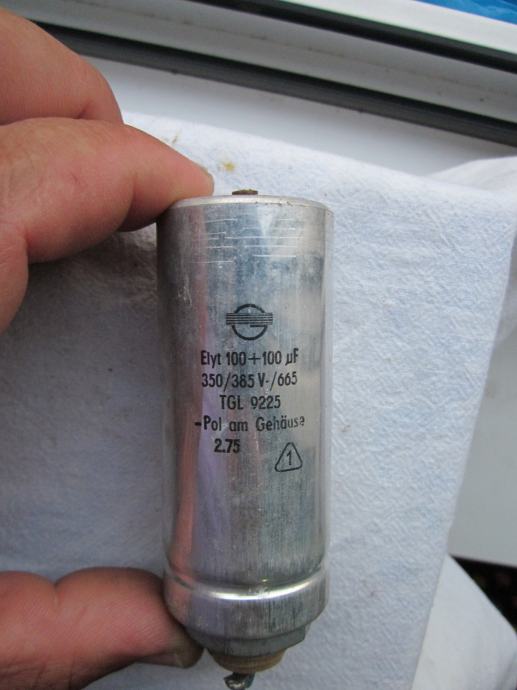 Elyt 100+100 µF
350/385 V-/665
TGL 9225
-Pol am Gehäuse
2.75 1